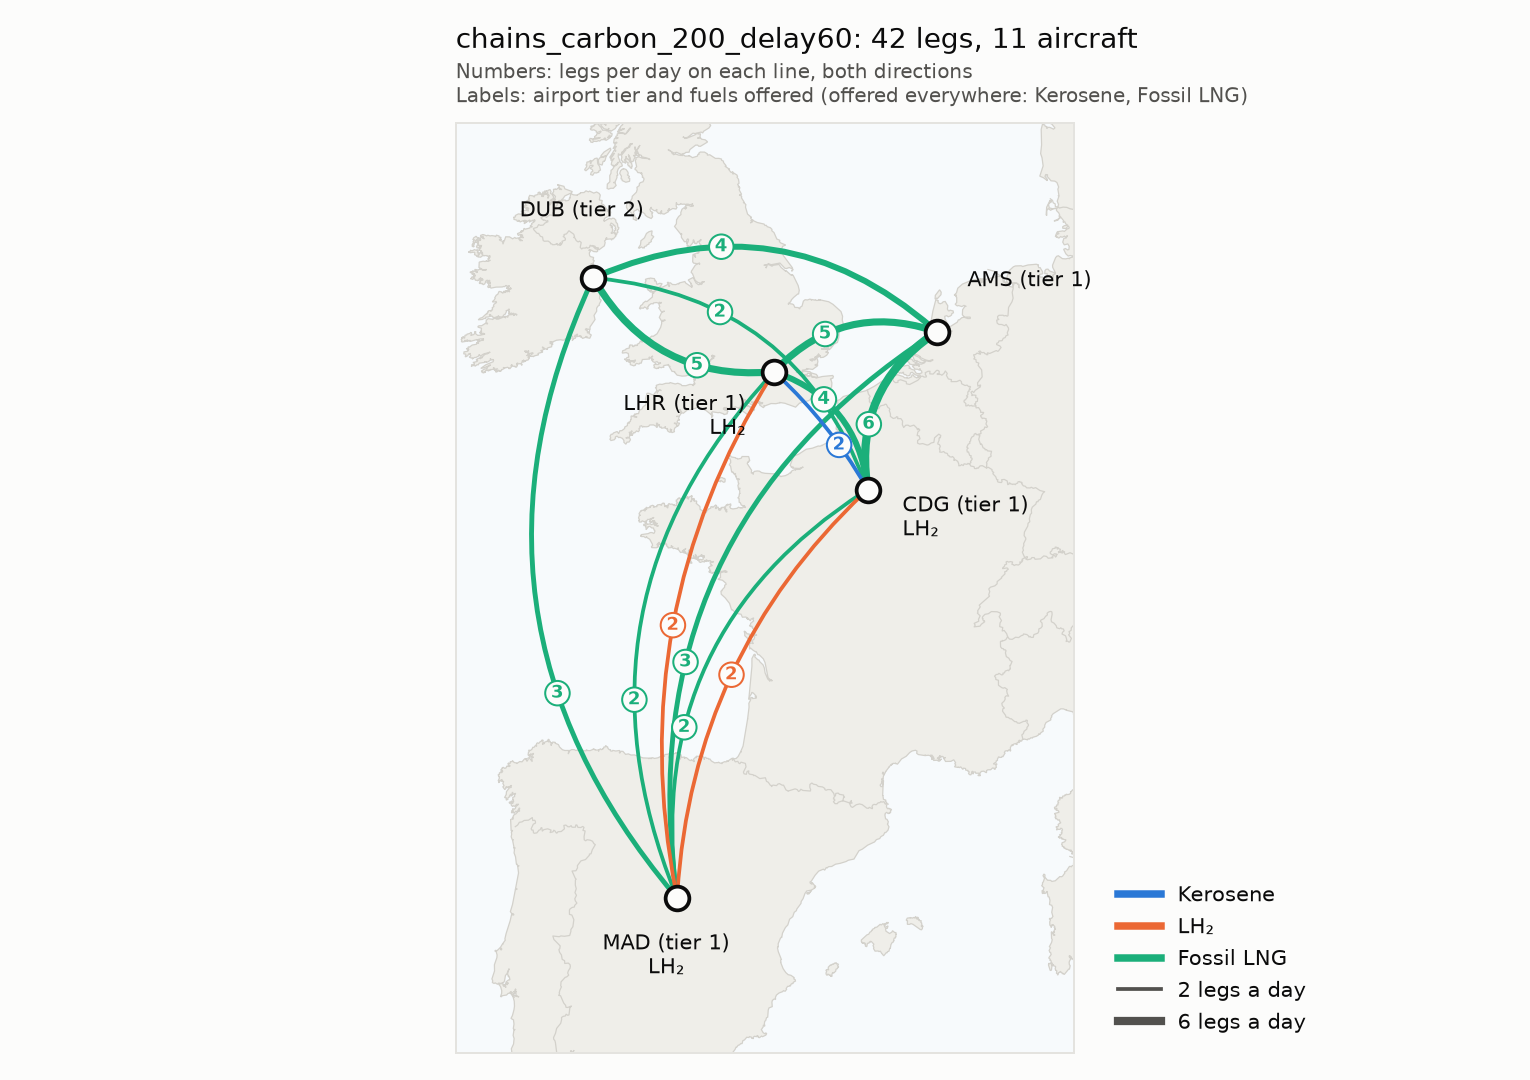 chains_carbon_200_delay60: 42 legs, 11 aircraft
Numbers: legs per day on each line, both directions
Labels: airport tier and fuels offered (offered everywhere: Kerosene, Fossil LNG)
DUB (tier 2)
4
AMS (tier 1)
2
5
5
LHR (tier 1)
LH₂
4
6
2
CDG (tier 1)
LH₂
2
3
2
3
2
2
MAD (tier 1)
LH₂
Kerosene
LH₂
Fossil LNG
2 legs a day
6 legs a day